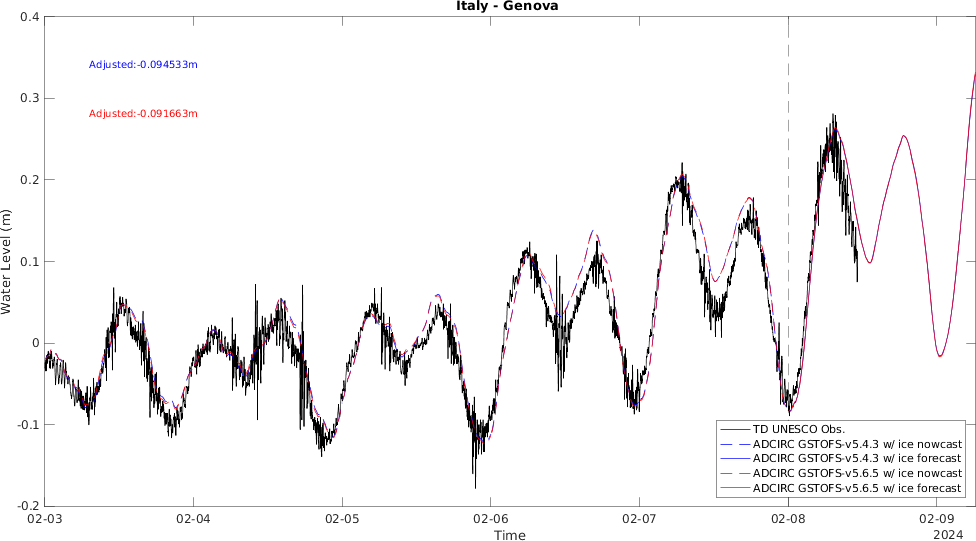 Italy - Genova
0.4
0.3
0.2
0.1
0
-0.1
-0.2
Water Level (m)
Adjusted:-0.094533m
Adjusted:-0.091663m
TD UNESCO Obs.
ADCIRC GSTOFS-v5.4.3 w/ ice nowcast
ADCIRC GSTOFS-v5.4.3 w/ ice forecast
ADCIRC GSTOFS-v5.6.5 w/ ice nowcast
ADCIRC GSTOFS-v5.6.5 w/ ice forecast
02-03 02-04 02-05 02-06 02-07 02-08 02-09
Time 2024